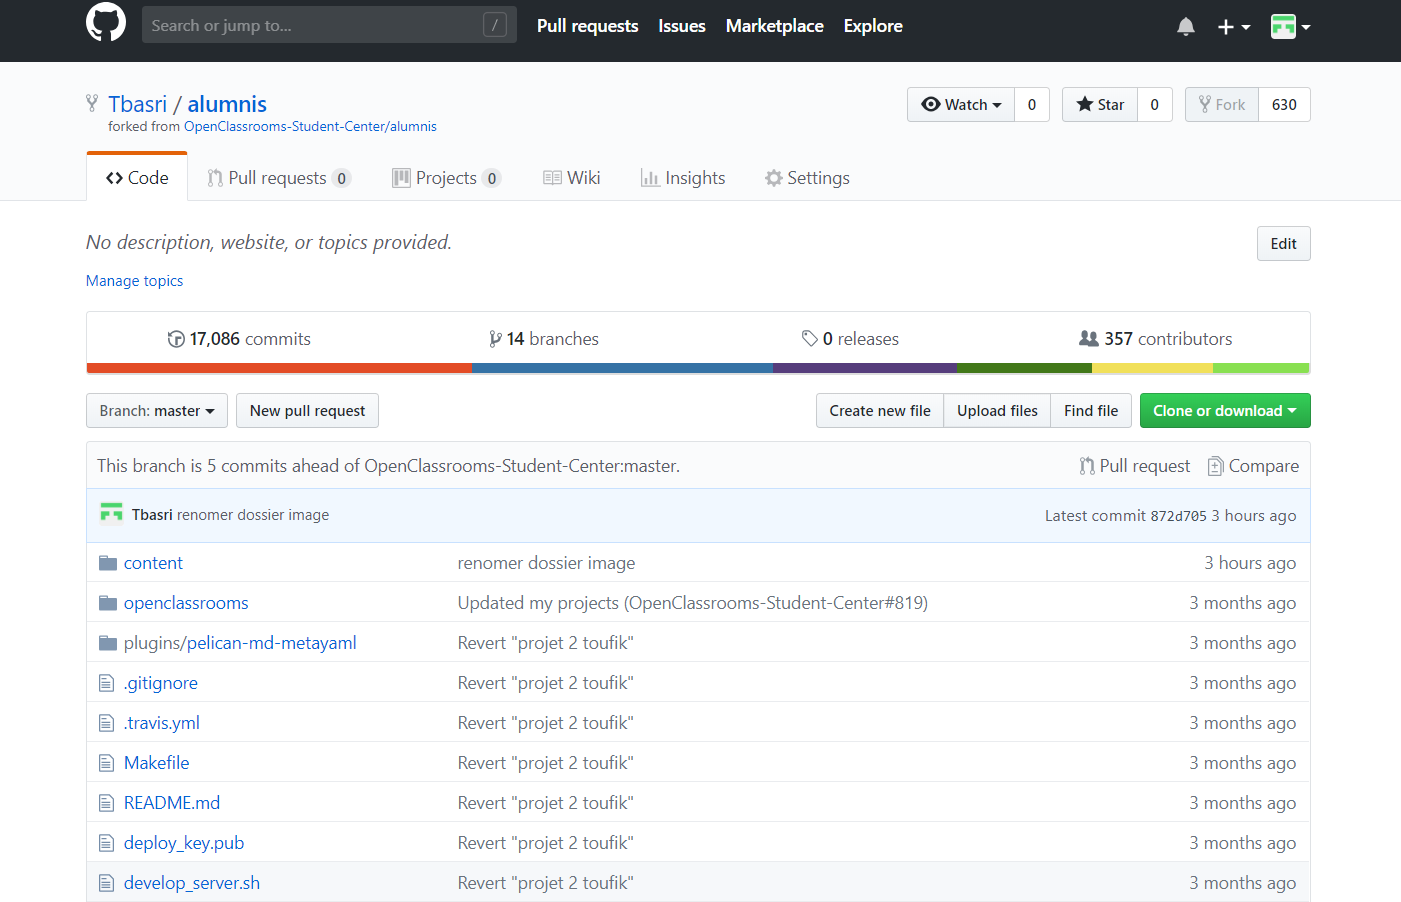 Search or jump to... /
Pull requests Issues Marketplace Explore
Tbasri / alumnis
forked from OpenClassrooms-Student-Center/alumnis
Watch 0 Star 0 Fork 630
Code Pull requests 0 Projects 0 Wiki Insights Settings
No description, website, or topics provided.
Edit
Manage topics
17,086 commits 14 branches 0 releases 357 contributors
Branch: master New pull request Create new file Upload files Find file Clone or download
This branch is 5 commits ahead of OpenClassrooms-Student-Center:master. Pull request Compare
Tbasri renomer dossier image Latest commit 872d705 3 hours ago
content renomer dossier image 3 hours ago
openclassrooms Updated my projects (OpenClassrooms-Student-Center#819) 3 months ago
plugins/pelican-md-metayaml Revert "projet 2 toufik" 3 months ago
.gitignore Revert "projet 2 toufik" 3 months ago
.travis.yml Revert "projet 2 toufik" 3 months ago
Makefile Revert "projet 2 toufik" 3 months ago
README.md Revert "projet 2 toufik" 3 months ago
deploy_key.pub Revert "projet 2 toufik" 3 months ago
develop_server.sh Revert "projet 2 toufik" 3 months ago